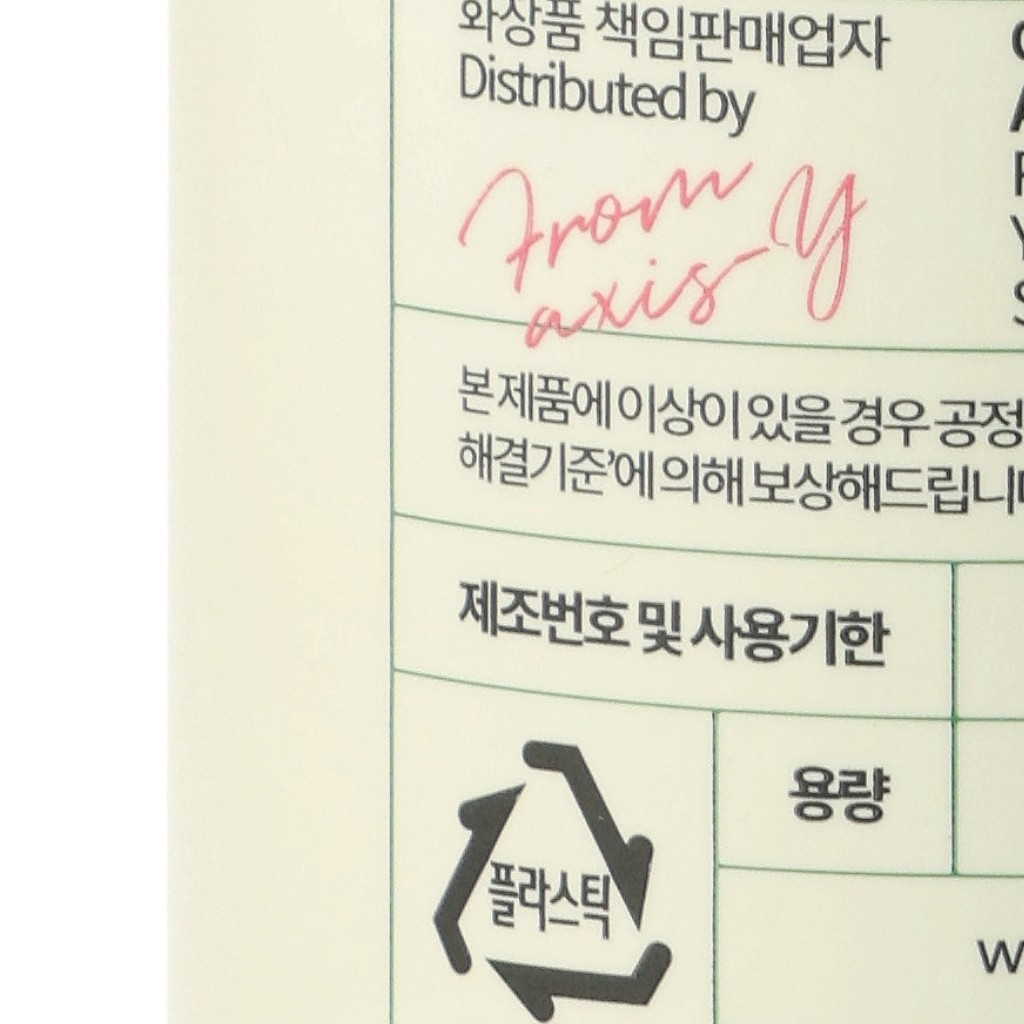 화상품 책임판매업자
Distributed by
From Y
axis
본 제품에 이상이 있을 경우 공정
해결기준'에 의해 보상해드립니
제조번호 및 사용기한
용량
플라스틱
w